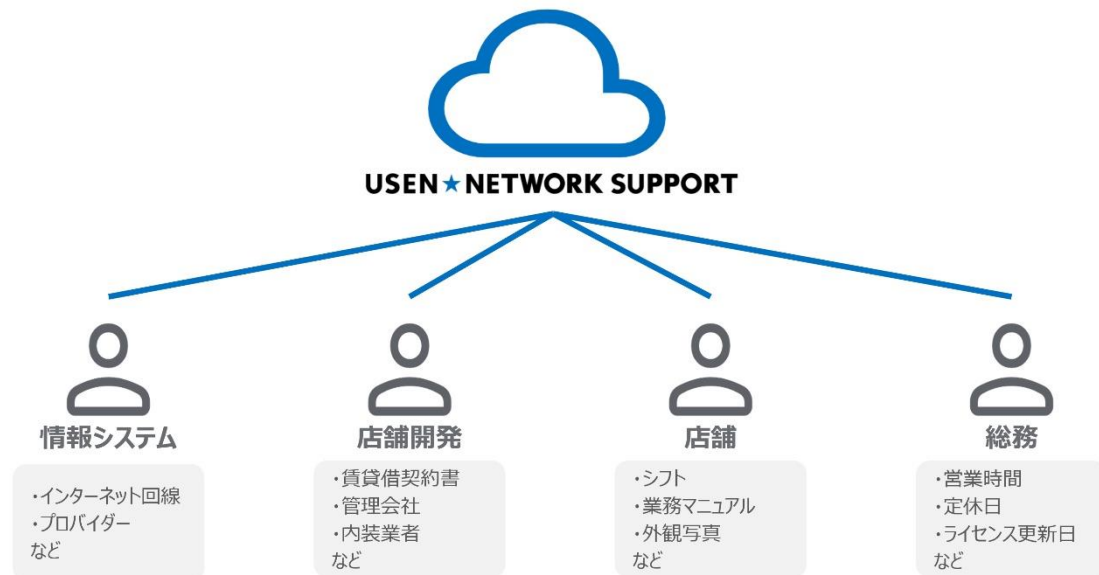 USEN★NETWORK SUPPORT
情報システム
・インターネット回線
・プロバイダー
など
店舗開発
・賃貸借契約書
・管理会社
・内装業者
など
店舗
・シフト
・業務マニュアル
・外観写真
など
総務
・営業時間
・定休日
・ライセンス更新日
など